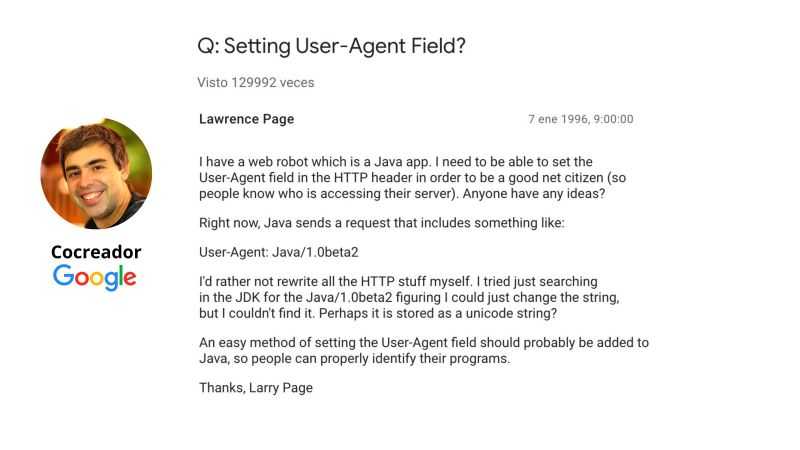 Q: Setting User-Agent Field?
Visto 129992 veces
Lawrence Page
7 ene 1996, 9:00:00
I have a web robot which is a Java app. I need to be able to set the
User-Agent field in the HTTP header in order to be a good net citizen (so
people know who is accessing their server). Anyone have any ideas?
Right now, Java sends a request that includes something like:
User-Agent: Java/1.0beta2
I'd rather not rewrite all the HTTP stuff myself. I tried just searching
in the JDK for the Java/1.0beta2 figuring I could just change the string,
but I couldn't find it. Perhaps it is stored as a unicode string?
An easy method of setting the User-Agent field should probably be added to
Java, so people can properly identify their programs.
Thanks, Larry Page
Cocreador
Google